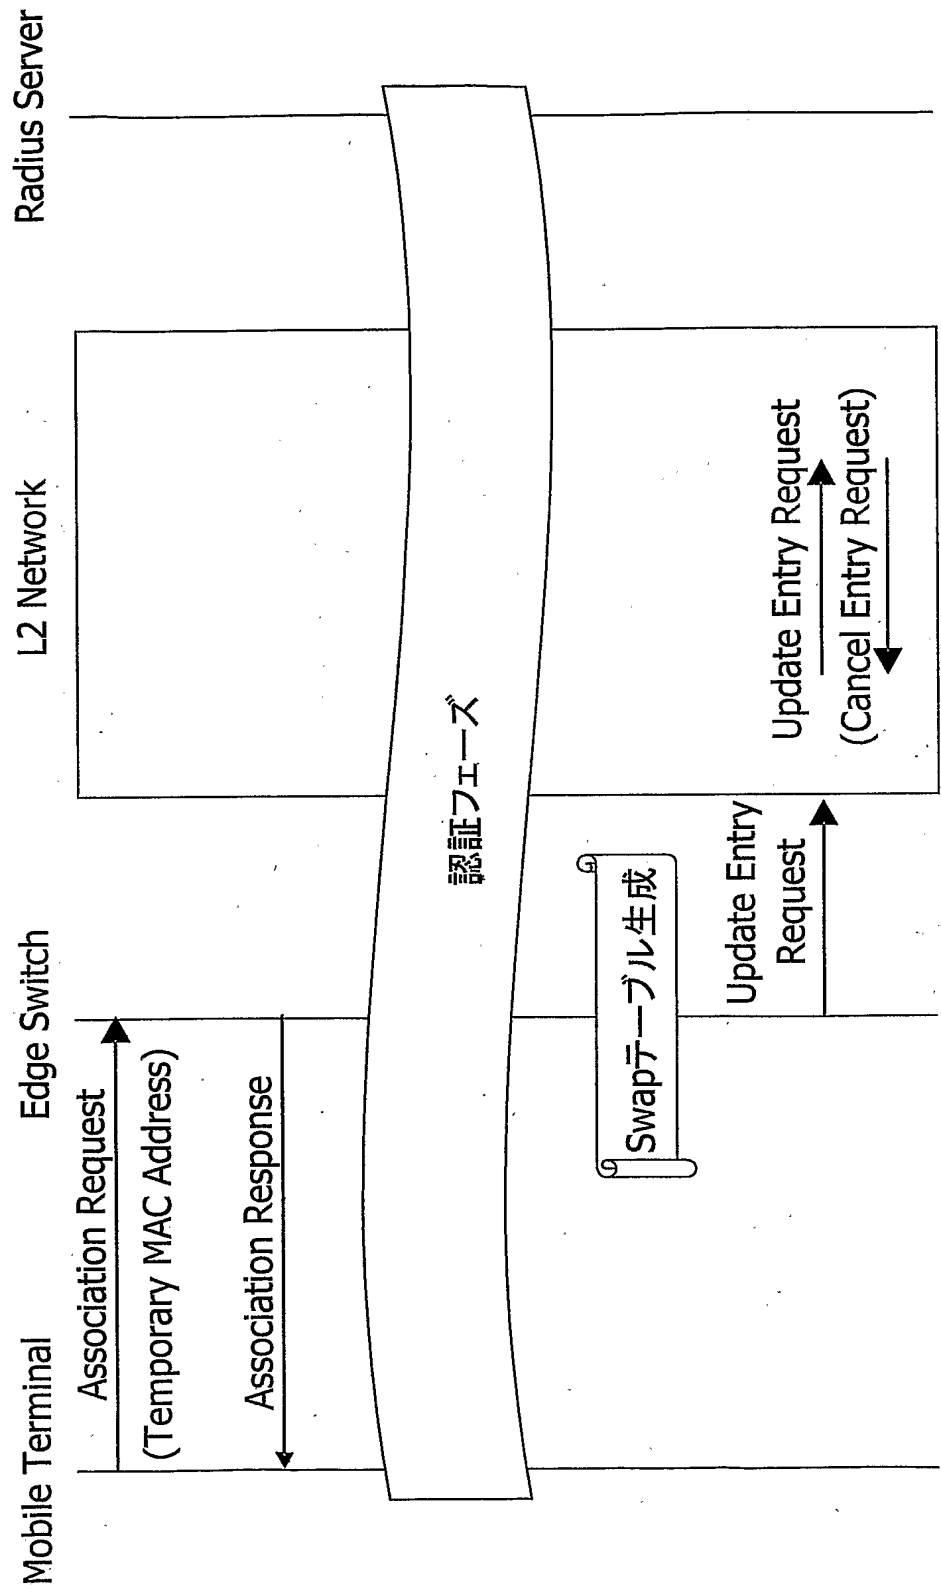 Mobile Terminal
Edge Switch
L2 Network
Radius Server
Association Request
(Temporary MAC Address)
Association Response
認証フェーズ
Swapテーブル生成
Update Entry
Request
Update Entry Request
(Cancel Entry Request)